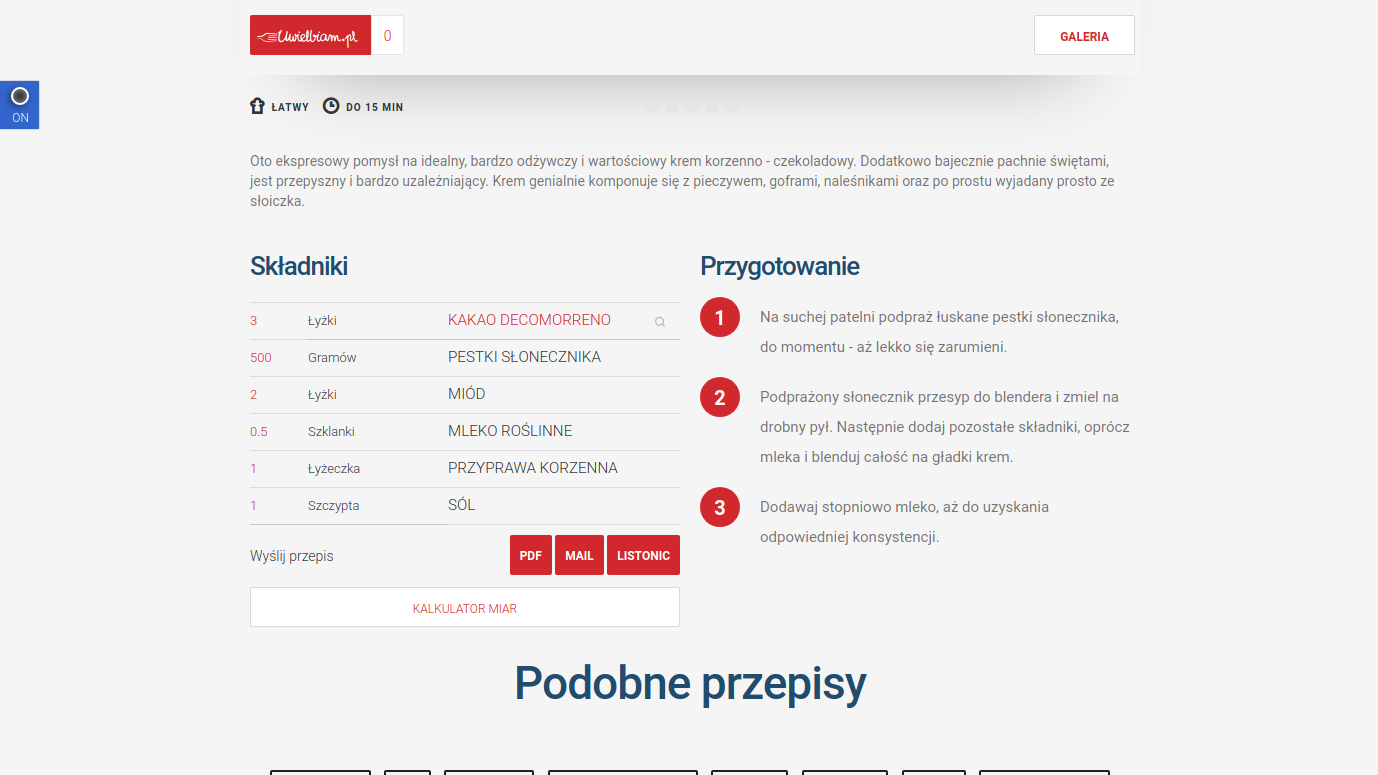 Uwielbiam.pl 0
GALERIA
ON
ŁATWY DO 15 MIN
Oto ekspresowy pomysł na idealny, bardzo odżywczy i wartościowy krem korzenno - czekoladowy. Dodatkowo bajecznie pachnie świętami,
jest przepyszny i bardzo uzależniający. Krem genialnie komponuje się z pieczywem, goframi, naleśnikami oraz po prostu wyjadany prosto ze
słoiczka.
Składniki
3 Łyżki KAKAO DECOMORRENO
500 Gramów PESTKI SŁONECZNIKA
2 Łyżki MIÓD
0.5 Szklanki MLEKO ROŚLINNE
1 Łyżeczka PRZYPRAWA KORZENNA
1 Szczypta SÓL
Wyślij przepis PDF MAIL LISTONIC
KALKULATOR MIAR
Przygotowanie
1 Na suchej patelni podpraż łuskane pestki słonecznika,
do momentu - aż lekko się zarumieni.
2 Podprażony słonecznik przesyp do blendera i zmiel na
drobny pył. Następnie dodaj pozostałe składniki, oprócz
mleka i blenduj całość na gładki krem.
3 Dodawaj stopniowo mleko, aż do uzyskania
odpowiedniej konsystencji.
Podobne przepisy